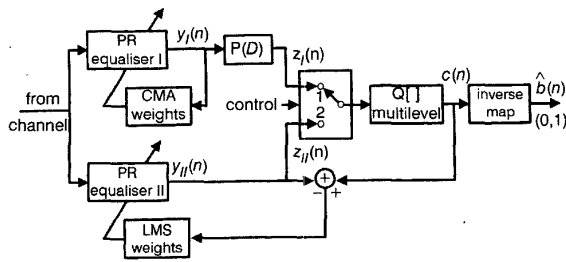 PR
equaliser I
y_I(n)
P(D)
z_I(n)
CMA
weights
from
channel
control
1
2
Q[ ]
multilevel
c(n)
inverse
map
b̂(n)
(0,1)
z_II(n)
PR
equaliser II
y_II(n)
+
− +
LMS
weights